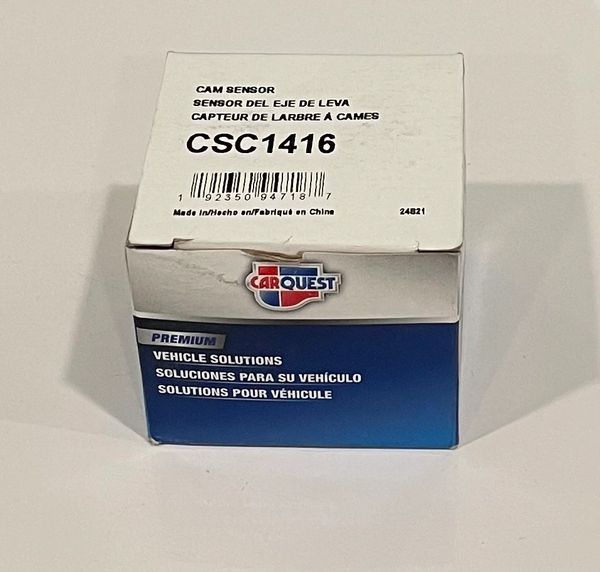 CAM SENSOR
SENSOR DEL EJE DE LEVA
CAPTEUR DE LARBRE À CAMES
CSC1416
1 92350 94718 7
Made in/Hecho en/Fabriqué en China 24B21
CARQUEST
PREMIUM
VEHICLE SOLUTIONS
SOLUCIONES PARA SU VEHÍCULO
SOLUTIONS POUR VÉHICULE